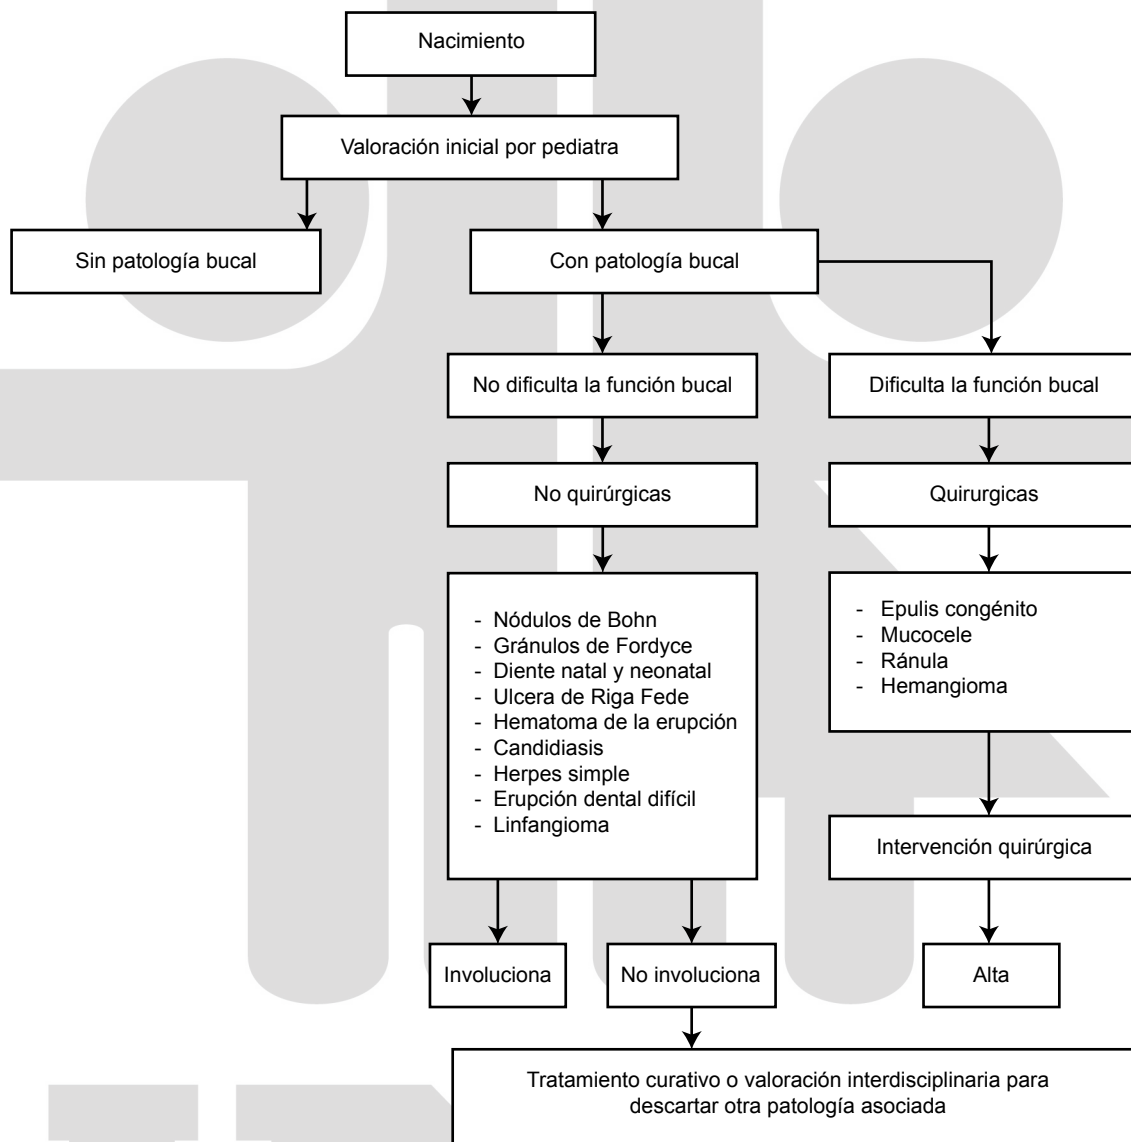 Nacimiento
Valoración inicial por pediatra
Sin patología bucal
Con patología bucal
No dificulta la función bucal
Dificulta la función bucal
No quirúrgicas
Quirurgicas
- Nódulos de Bohn
- Gránulos de Fordyce
- Diente natal y neonatal
- Ulcera de Riga Fede
- Hematoma de la erupción
- Candidiasis
- Herpes simple
- Erupción dental difícil
- Linfangioma
- Epulis congénito
- Mucocele
- Ránula
- Hemangioma
Intervención quirúrgica
Involuciona
No involuciona
Alta
Tratamiento curativo o valoración interdisciplinaria para
descartar otra patología asociada